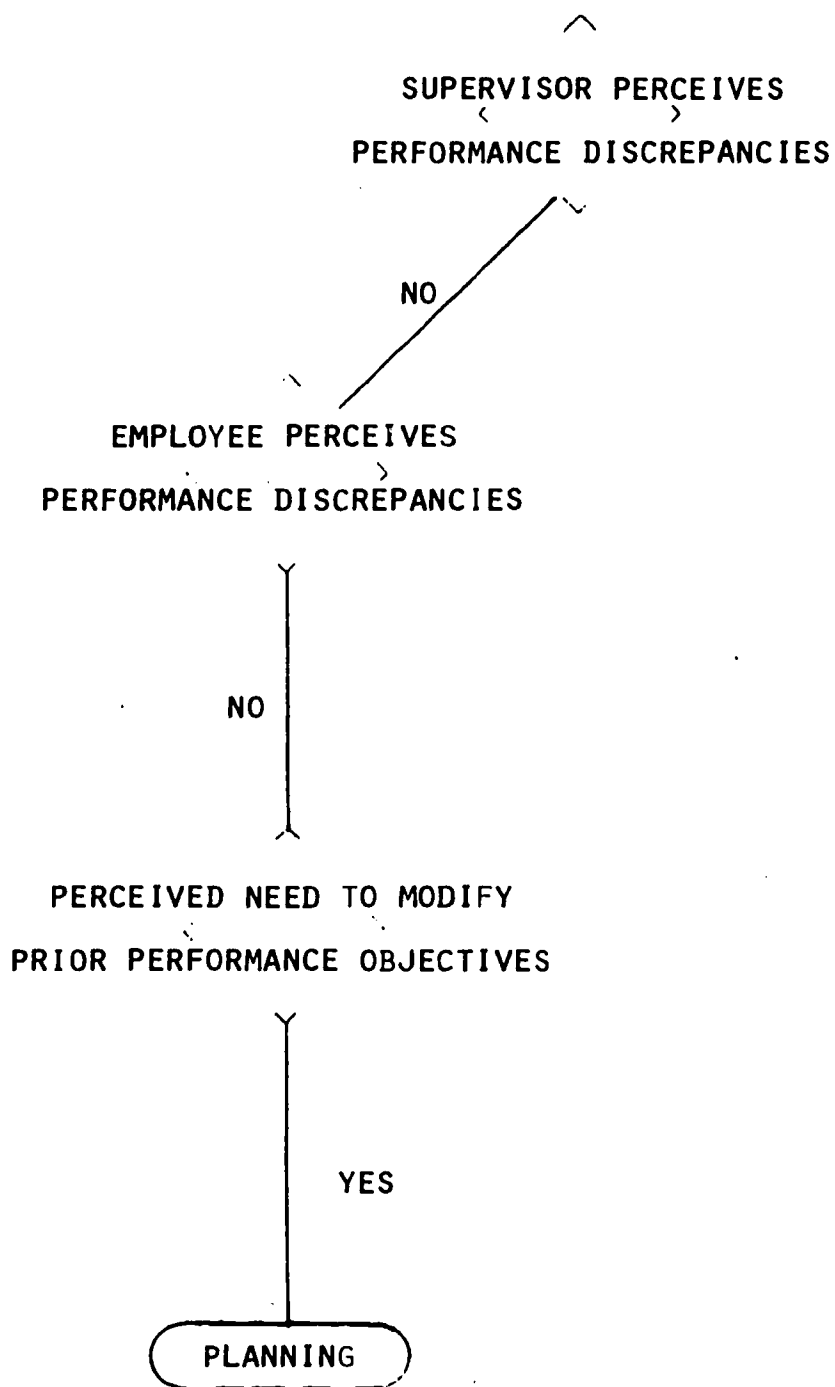 SUPERVISOR PERCEIVES
PERFORMANCE DISCREPANCIES
NO
EMPLOYEE PERCEIVES
PERFORMANCE DISCREPANCIES
NO
PERCEIVED NEED TO MODIFY
PRIOR PERFORMANCE OBJECTIVES
YES
PLANNING